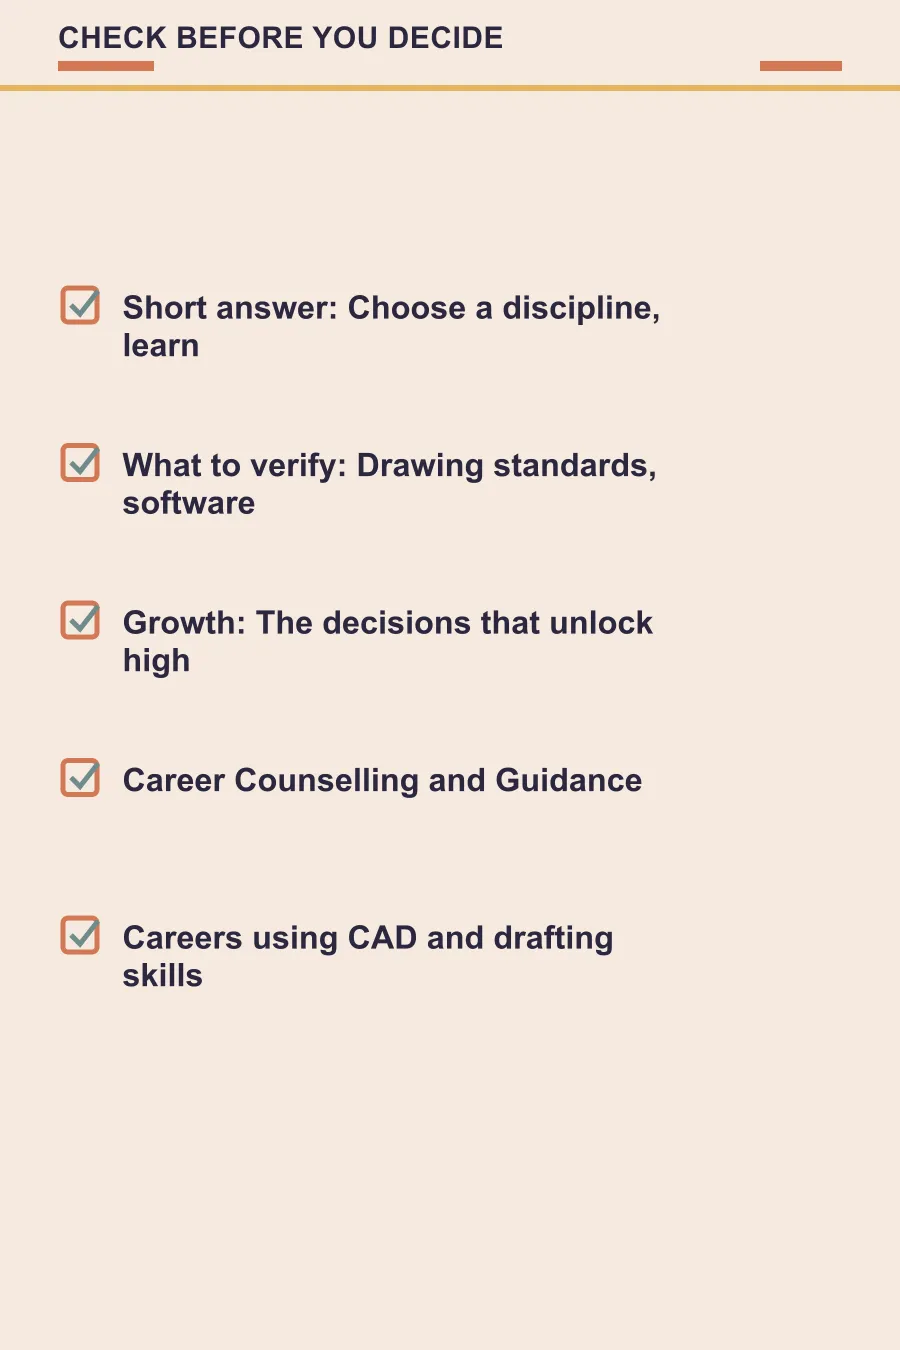 CHECK BEFORE YOU DECIDE
Short answer: Choose a discipline,
learn
What to verify: Drawing standards,
software
Growth: The decisions that unlock
high
Career Counselling and Guidance
Careers using CAD and drafting
skills